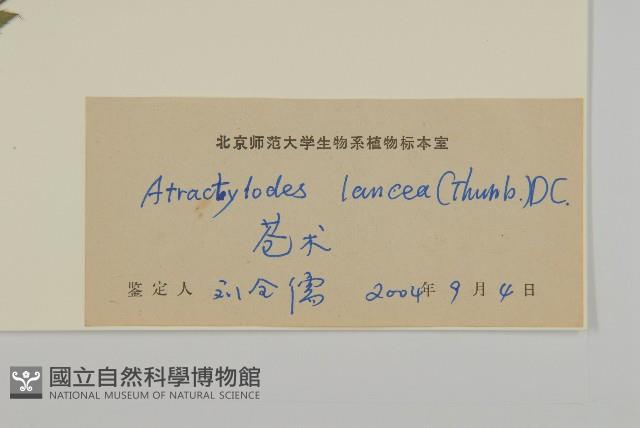 北京师范大学生物系植物标本室
Atractylodes lancea (Thunb.) DC.
苍术
鉴定人 刘全儒 2004年 9月 4日
國立自然科學博物館
NATIONAL MUSEUM OF NATURAL SCIENCE